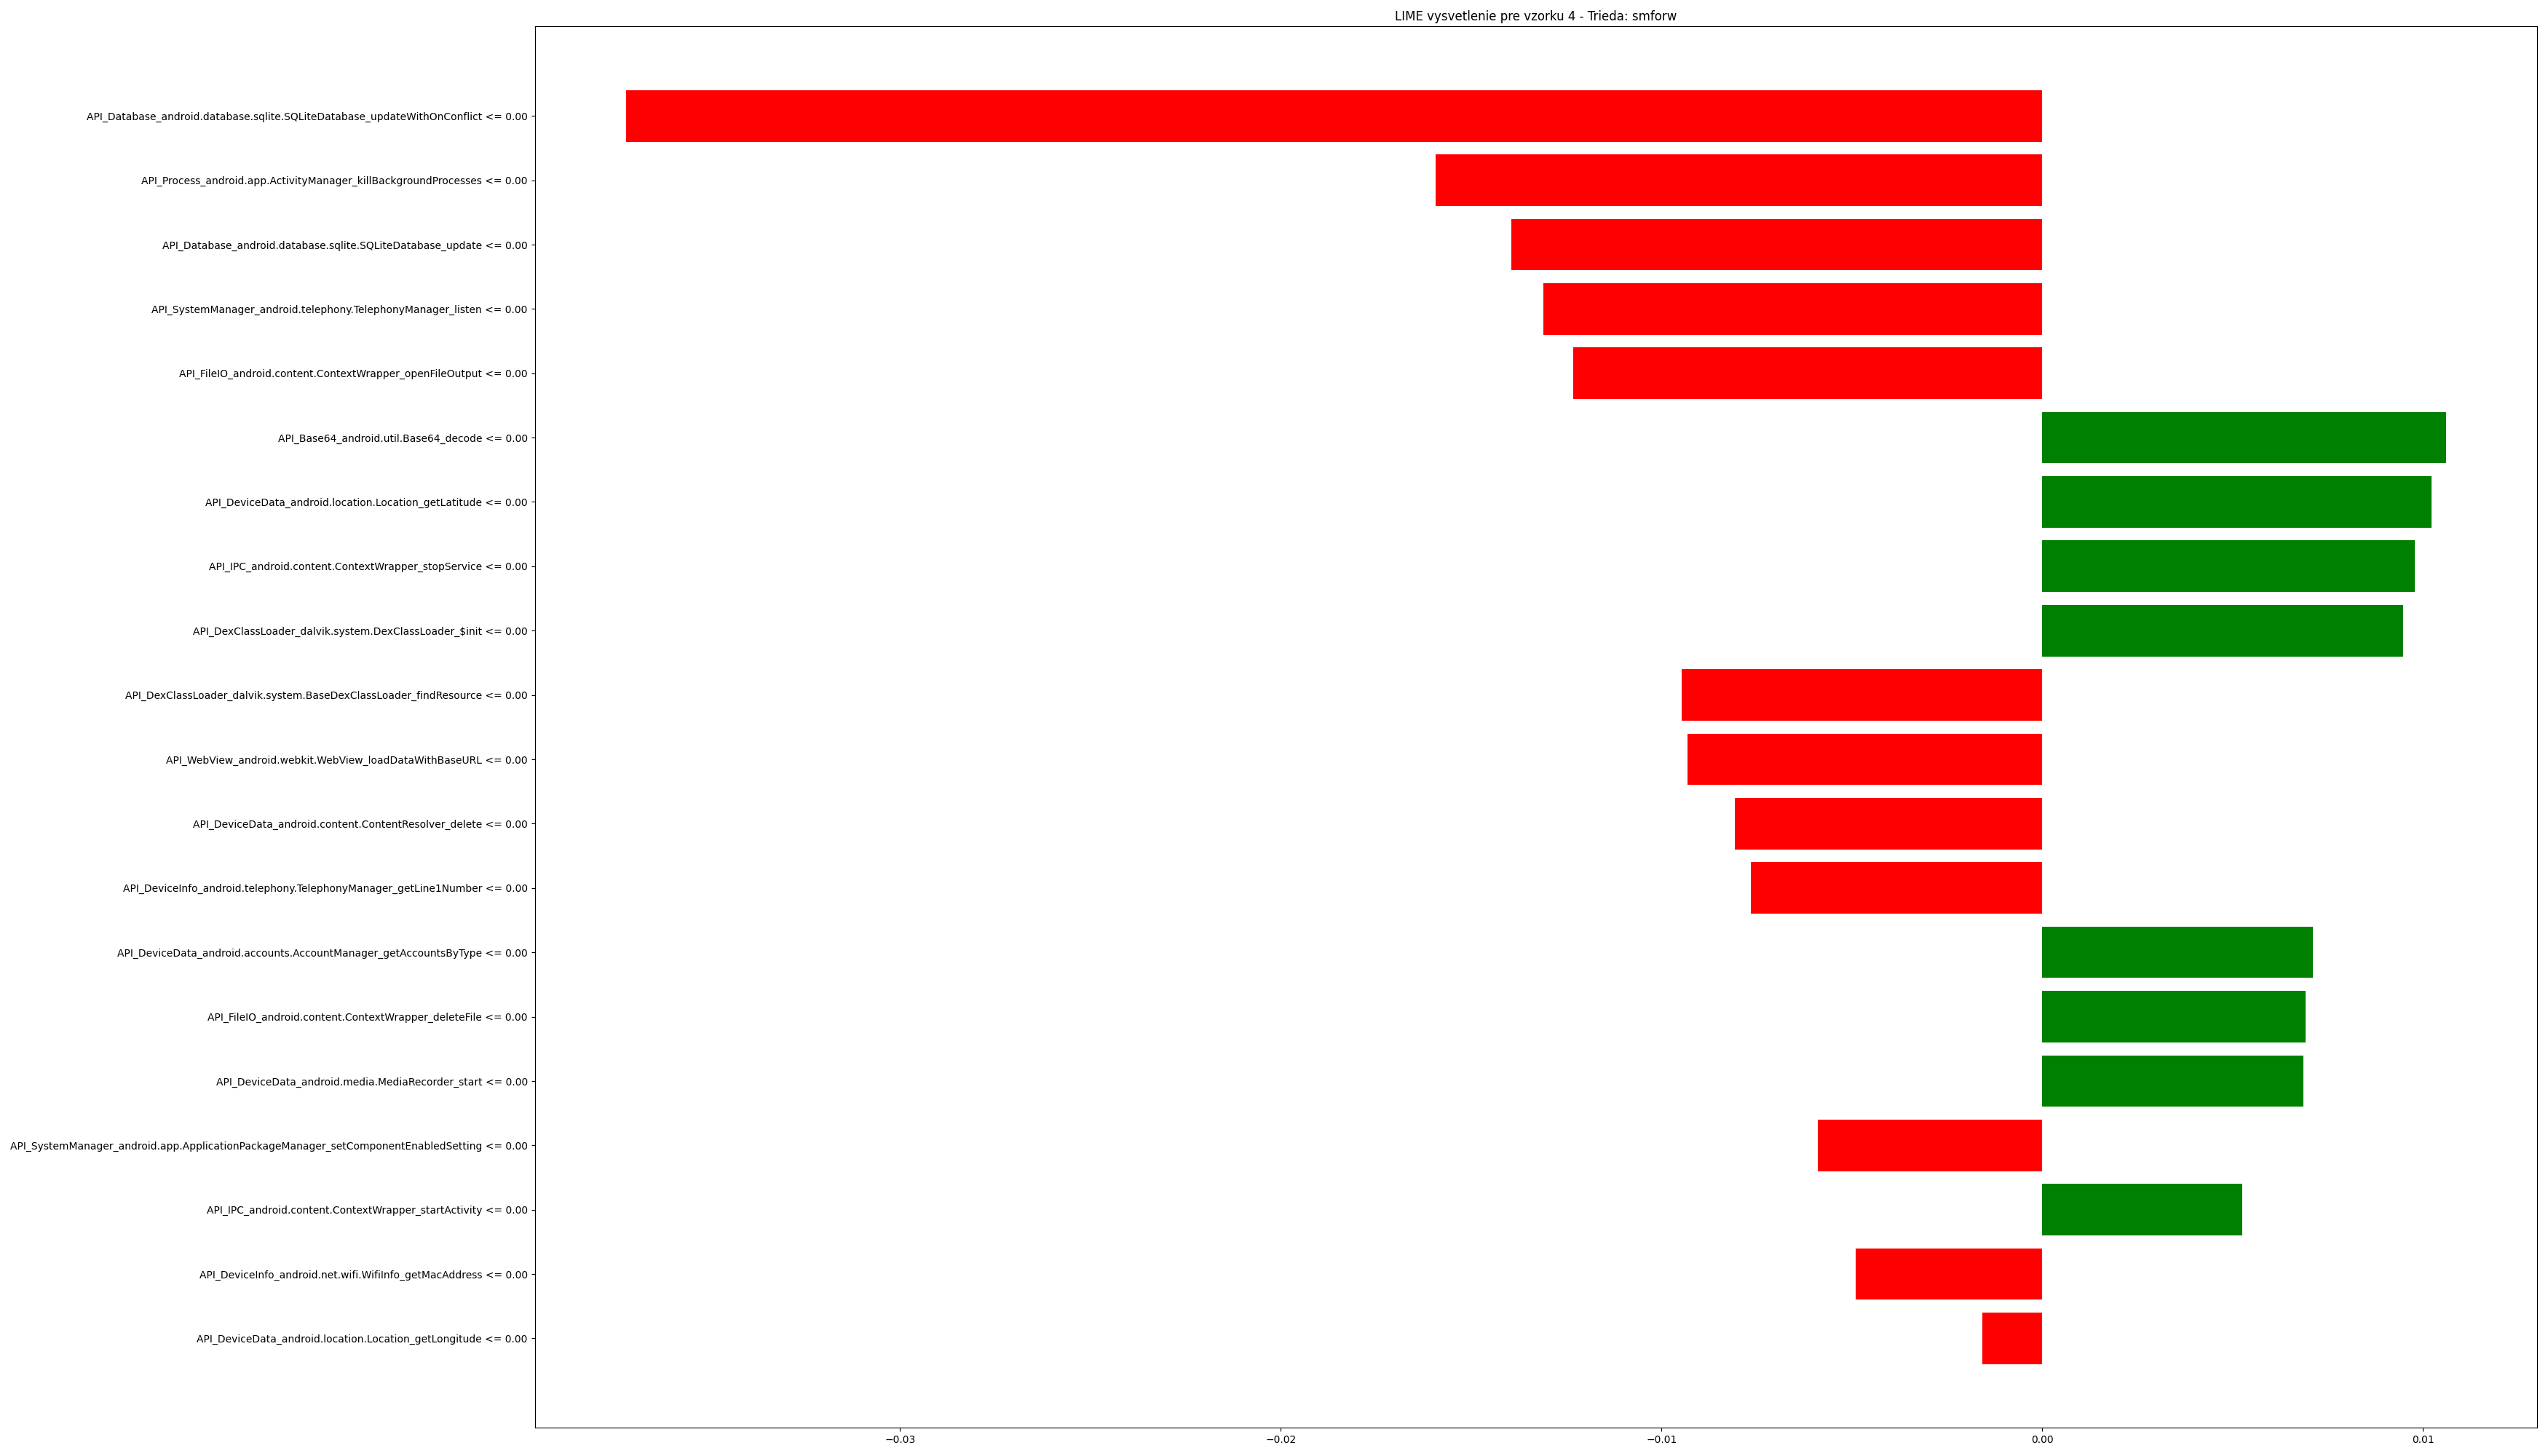 LIME vysvetlenie pre vzorku 4 - Trieda: smforw
API_Database_android.database.sqlite.SQLiteDatabase_updateWithOnConflict <= 0.00
API_Process_android.app.ActivityManager_killBackgroundProcesses <= 0.00
API_Database_android.database.sqlite.SQLiteDatabase_update <= 0.00
API_SystemManager_android.telephony.TelephonyManager_listen <= 0.00
API_FileIO_android.content.ContextWrapper_openFileOutput <= 0.00
API_Base64_android.util.Base64_decode <= 0.00
API_DeviceData_android.location.Location_getLatitude <= 0.00
API_IPC_android.content.ContextWrapper_stopService <= 0.00
API_DexClassLoader_dalvik.system.DexClassLoader_$init <= 0.00
API_DexClassLoader_dalvik.system.BaseDexClassLoader_findResource <= 0.00
API_WebView_android.webkit.WebView_loadDataWithBaseURL <= 0.00
API_DeviceData_android.content.ContentResolver_delete <= 0.00
API_DeviceInfo_android.telephony.TelephonyManager_getLine1Number <= 0.00
API_DeviceData_android.accounts.AccountManager_getAccountsByType <= 0.00
API_FileIO_android.content.ContextWrapper_deleteFile <= 0.00
API_DeviceData_android.media.MediaRecorder_start <= 0.00
API_SystemManager_android.app.ApplicationPackageManager_setComponentEnabledSetting <= 0.00
API_IPC_android.content.ContextWrapper_startActivity <= 0.00
API_DeviceInfo_android.net.wifi.WifiInfo_getMacAddress <= 0.00
API_DeviceData_android.location.Location_getLongitude <= 0.00
−0.03 −0.02 −0.01 0.00 0.01